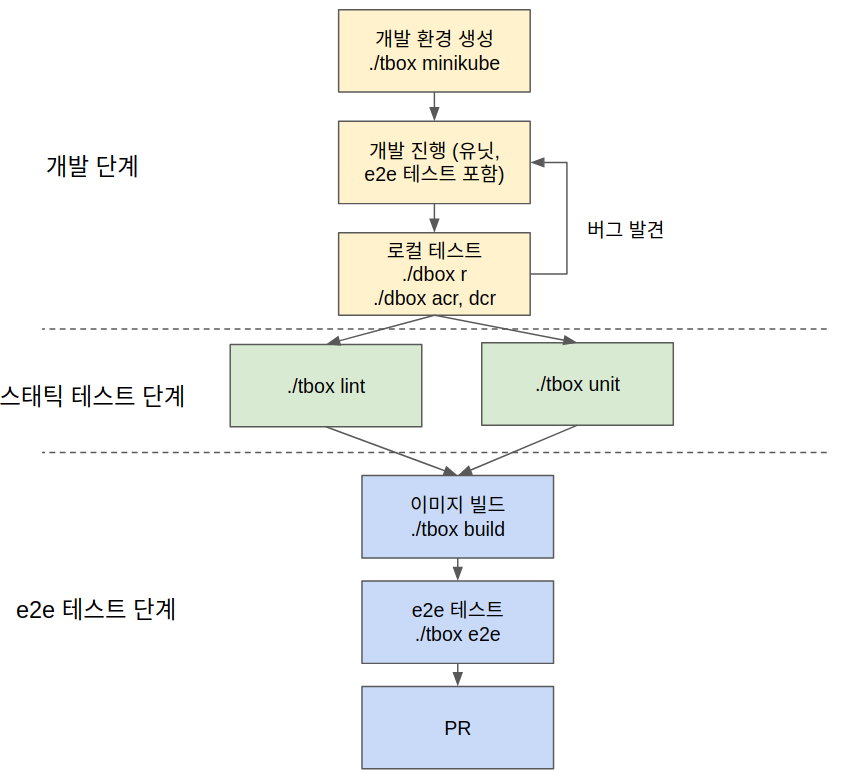 개발 환경 생성
./tbox minikube
개발 단계
개발 진행 (유닛,
e2e 테스트 포함)
버그 발견
로컬 테스트
./dbox r
./dbox acr, dcr
스태틱 테스트 단계
./tbox lint
./tbox unit
이미지 빌드
./tbox build
e2e 테스트 단계
e2e 테스트
./tbox e2e
PR